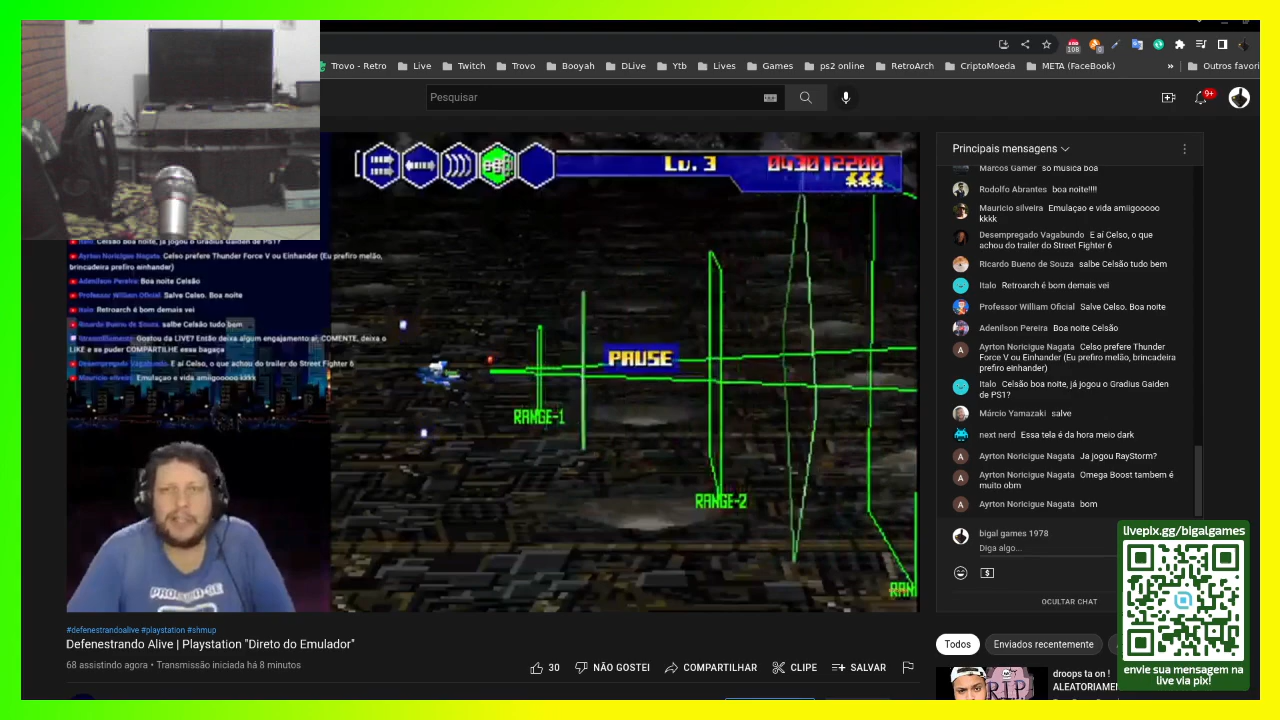 108
Trovo - Retro
Live
Twitch
Trovo
Booyah
DLive
Ytb
Lives
Games
ps2 online
RetroArch
CriptoMoeda
META (FaceBook)
»
Outros favori
Pesquisar
9+
Lv. 3
043012200
PAUSE
RANGE-1
RANGE-2
RAN
Italo Celsão boa noite, já jogou o Gradius Gaiden de PS1?
Ayrton Noricigue Nagata Celso prefere Thunder Force V ou Einhander (Eu prefiro melão,
brincadeira prefiro einhander)
Adenilson Pereira Boa noite Celsão
Professor William Oficial Salve Celso. Boa noite
Italo Retroarch é bom demais vei
Ricardo Bueno de Souza salbe Celsão tudo bem
Gostou da LIVE? Então deixa algum engajamento aí; COMENTE, deixa o
LIKE e se puder COMPARTILHE essa bagaça
Desempregado Vagabundo E aí Celso, o que achou do trailer do Street Fighter 6
Mauricio silveira Emulaçao e vida amiigooooo kkkk
Principais mensagens
Marcos Gamer so musica boa
Rodolfo Abrantes boa noite!!!!
Mauricio silveira Emulaçao e vida amiigooooo
kkkk
Desempregado Vagabundo E aí Celso, o que
achou do trailer do Street Fighter 6
Ricardo Bueno de Souza salbe Celsão tudo bem
Italo Retroarch é bom demais vei
Professor William Oficial Salve Celso. Boa noite
Adenilson Pereira Boa noite Celsão
Ayrton Noricigue Nagata Celso prefere Thunder
Force V ou Einhander (Eu prefiro melão, brincadeira
prefiro einhander)
Italo Celsão boa noite, já jogou o Gradius Gaiden
de PS1?
Márcio Yamazaki salve
next nerd Essa tela é da hora meio dark
Ayrton Noricigue Nagata Ja jogou RayStorm?
Ayrton Noricigue Nagata Omega Boost tambem é
muito obm
Ayrton Noricigue Nagata bom
bigal games 1978
Diga algo...
OCULTAR CHAT
livepix.gg/bigalgames
envie sua mensagem na
live via pix!
#defenestrandoalive #playstation #shmup
Defenestrando Alive | Playstation "Direto do Emulador"
68 assistindo agora • Transmissão iniciada há 8 minutos
30
NÃO GOSTEI
COMPARTILHAR
CLIPE
SALVAR
Todos
Enviados recentemente
droops ta on !
ALEATORIAMEN
RIP